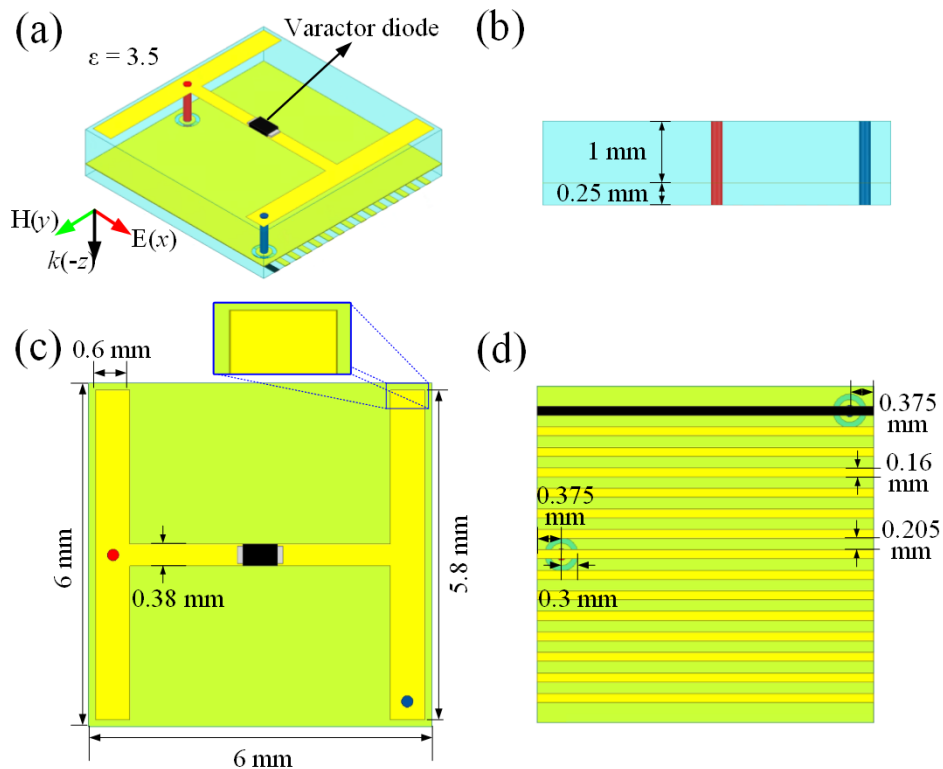 (a)
Varactor diode
ε = 3.5
H(y)
E(x)
k(-z)
(b)
1 mm
0.25 mm
(c)
0.6 mm
6 mm
0.38 mm
5.8 mm
6 mm
(d)
0.375
mm
0.16
mm
0.375
mm
0.205
mm
0.3 mm